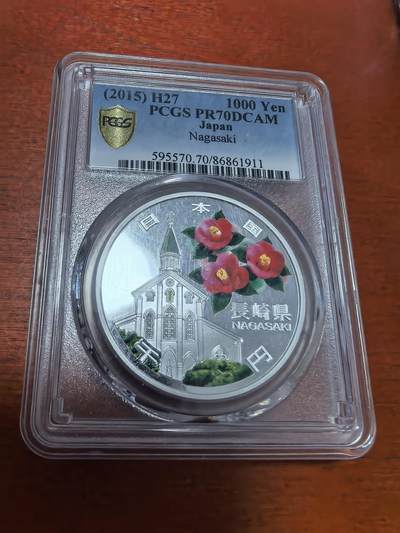 (2015) H27 1000 Yen
PCGS PR70DCAM
Japan
Nagasaki
595570.70/86861911
PCGS
日本国
長崎県
NAGASAKI
千円